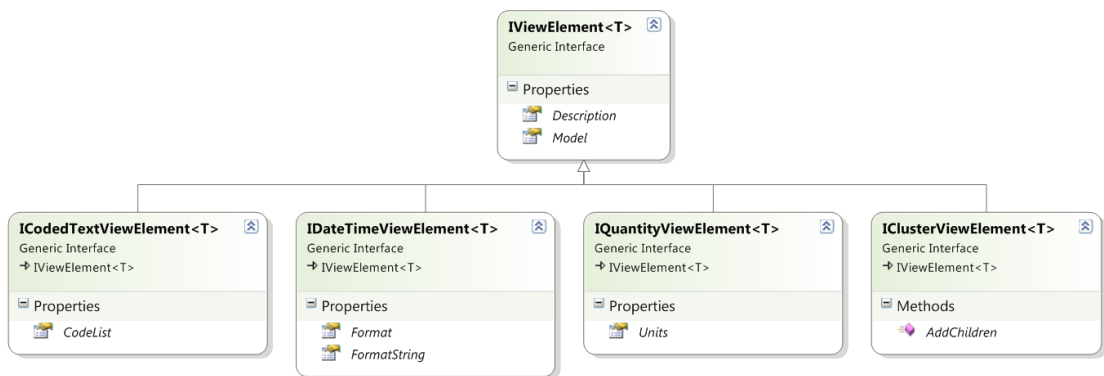 IViewElement<T>
Generic Interface
Properties
Description
Model
ICodedTextViewElement<T>
Generic Interface
IViewElement<T>
Properties
CodeList
IDateTimeViewElement<T>
Generic Interface
IViewElement<T>
Properties
Format
FormatString
IQuantityViewElement<T>
Generic Interface
IViewElement<T>
Properties
Units
IClusterViewElement<T>
Generic Interface
IViewElement<T>
Methods
AddChildren